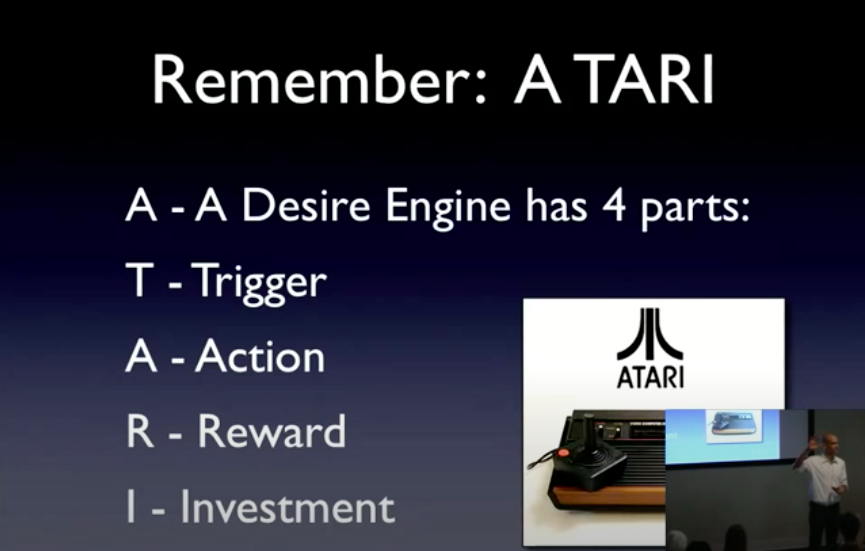 Remember: A TARI
A - A Desire Engine has 4 parts:
T - Trigger
A - Action
R - Reward
I - Investment
ATARI